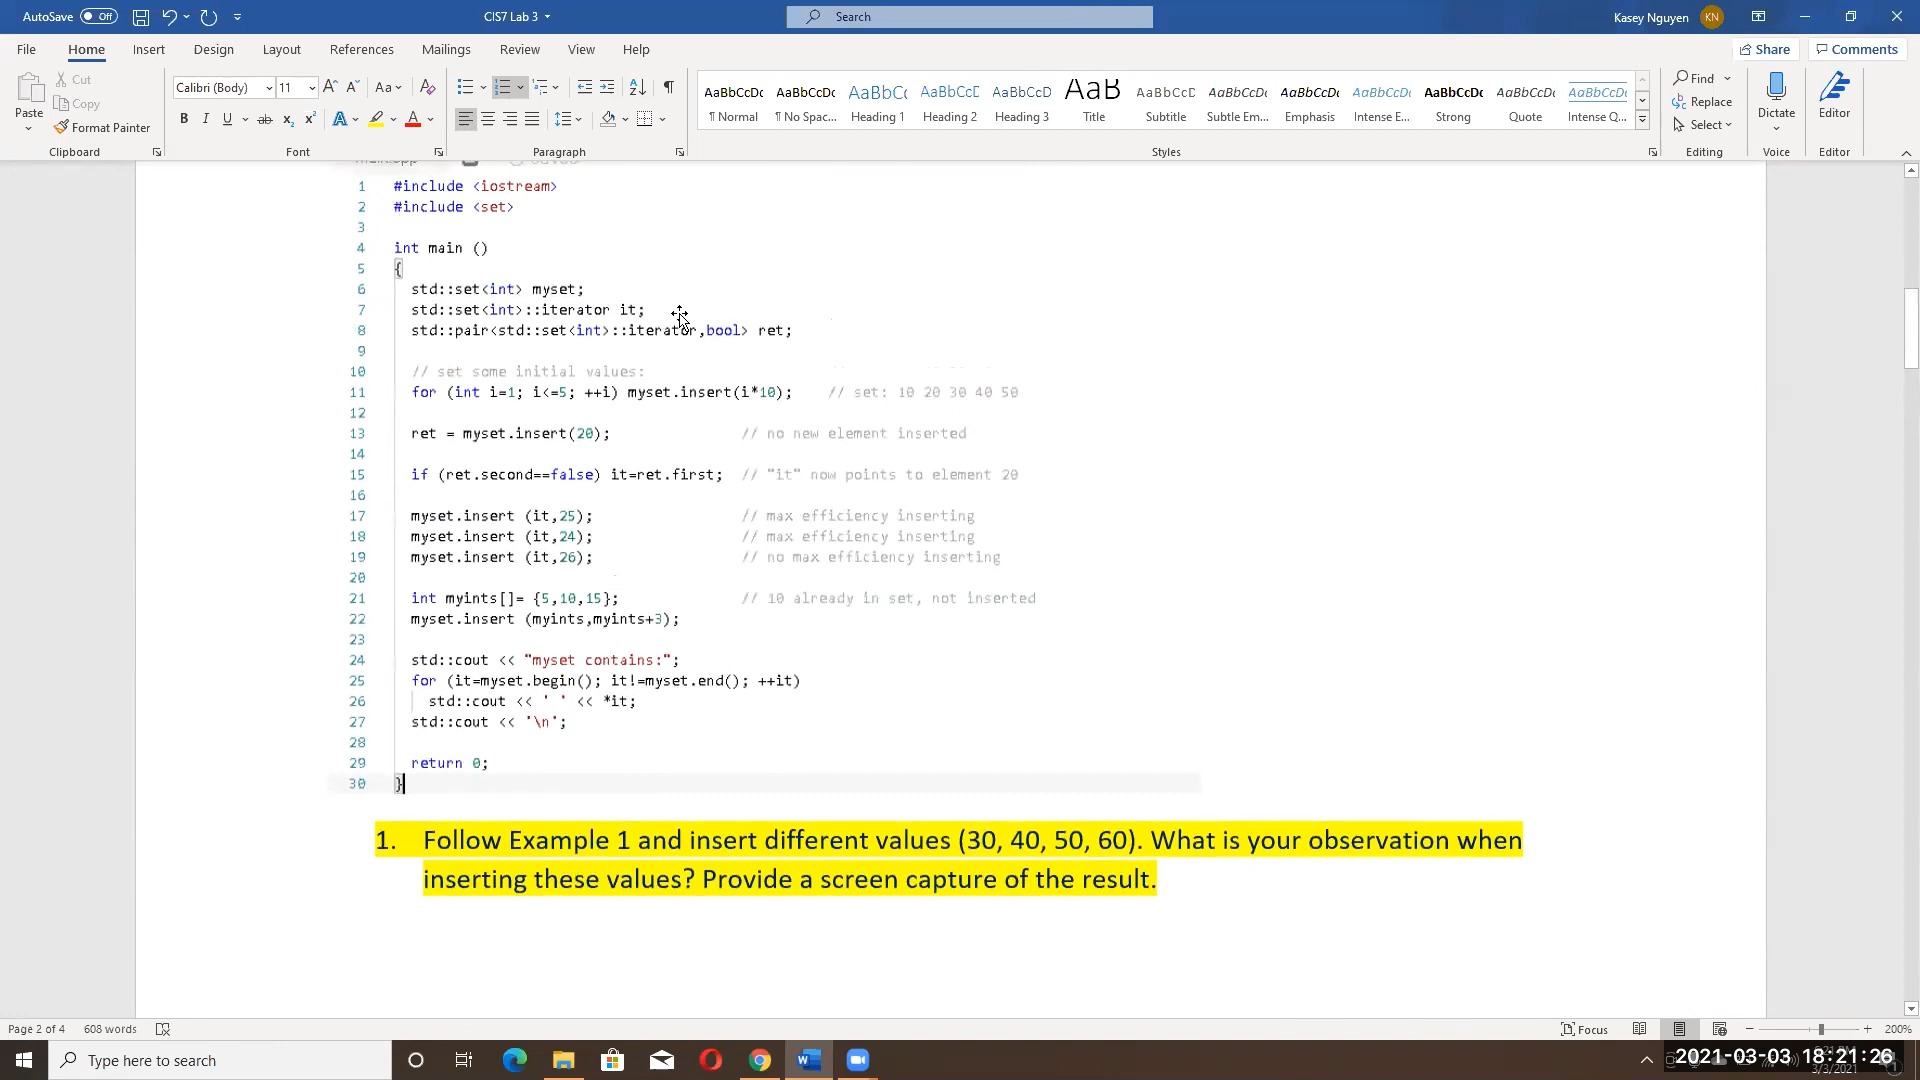 AutoSave Off CIS7 Lab 3 Search Kasey Nguyen KN
File Home Insert Design Layout References Mailings Review View Help Share Comments
Paste Cut Copy Format Painter
Calibri (Body) 11
AaBbCcDc AaBbCcDc AaBbCc AaBbCcE AaBbCcD AaB AaBbCcD AaBbCcDc AaBbCcDc AaBbCcDc AaBbCcDc AaBbCcDc AaBbCcDc
¶ Normal ¶ No Spac... Heading 1 Heading 2 Heading 3 Title Subtitle Subtle Em... Emphasis Intense E... Strong Quote Intense Q...
Find Replace Select Dictate Editor
Clipboard Font Paragraph Styles Editing Voice Editor
1 #include <iostream>
2 #include <set>
3
4 int main ()
5 {
6 std::set<int> myset;
7 std::set<int>::iterator it;
8 std::pair<std::set<int>::iterator,bool> ret;
9
10 // set some initial values:
11 for (int i=1; i<=5; ++i) myset.insert(i*10); // set: 10 20 30 40 50
12
13 ret = myset.insert(20); // no new element inserted
14
15 if (ret.second==false) it=ret.first; // "it" now points to element 20
16
17 myset.insert (it,25); // max efficiency inserting
18 myset.insert (it,24); // max efficiency inserting
19 myset.insert (it,26); // no max efficiency inserting
20
21 int myints[]= {5,10,15}; // 10 already in set, not inserted
22 myset.insert (myints,myints+3);
23
24 std::cout << "myset contains:";
25 for (it=myset.begin(); it!=myset.end(); ++it)
26 std::cout << ' ' << *it;
27 std::cout << '\n';
28
29 return 0;
30 }
1. Follow Example 1 and insert different values (30, 40, 50, 60). What is your observation when
inserting these values? Provide a screen capture of the result.
Page 2 of 4 608 words Focus 200%
Type here to search 2021-03-03 18:21:26
3/3/2021